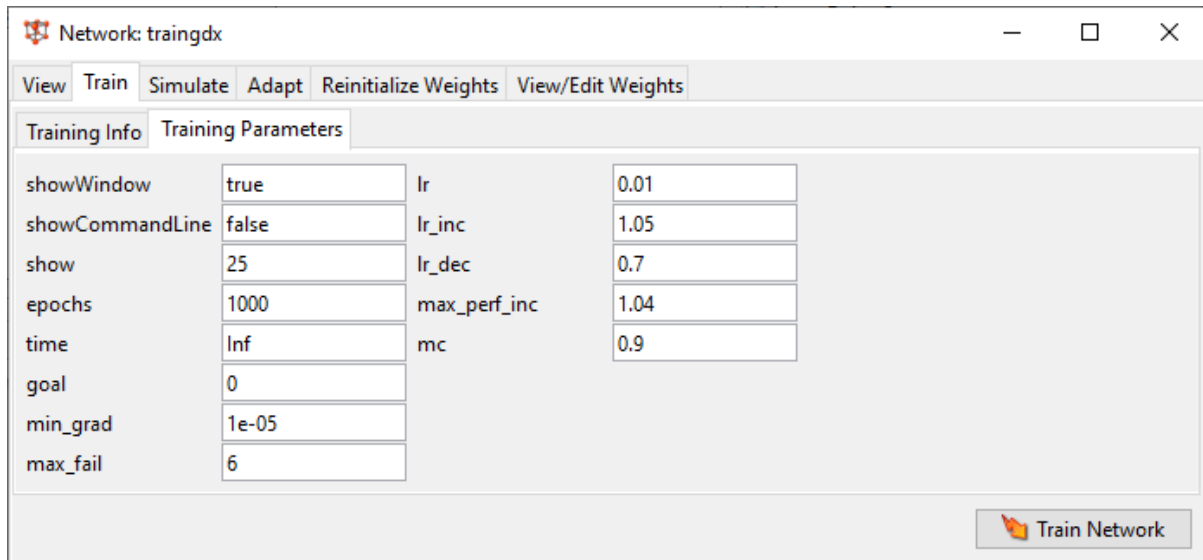 Network: traingdx
View Train Simulate Adapt Reinitialize Weights View/Edit Weights
Training Info Training Parameters
showWindow true lr 0.01
showCommandLine false lr_inc 1.05
show 25 lr_dec 0.7
epochs 1000 max_perf_inc 1.04
time Inf mc 0.9
goal 0
min_grad 1e-05
max_fail 6
Train Network